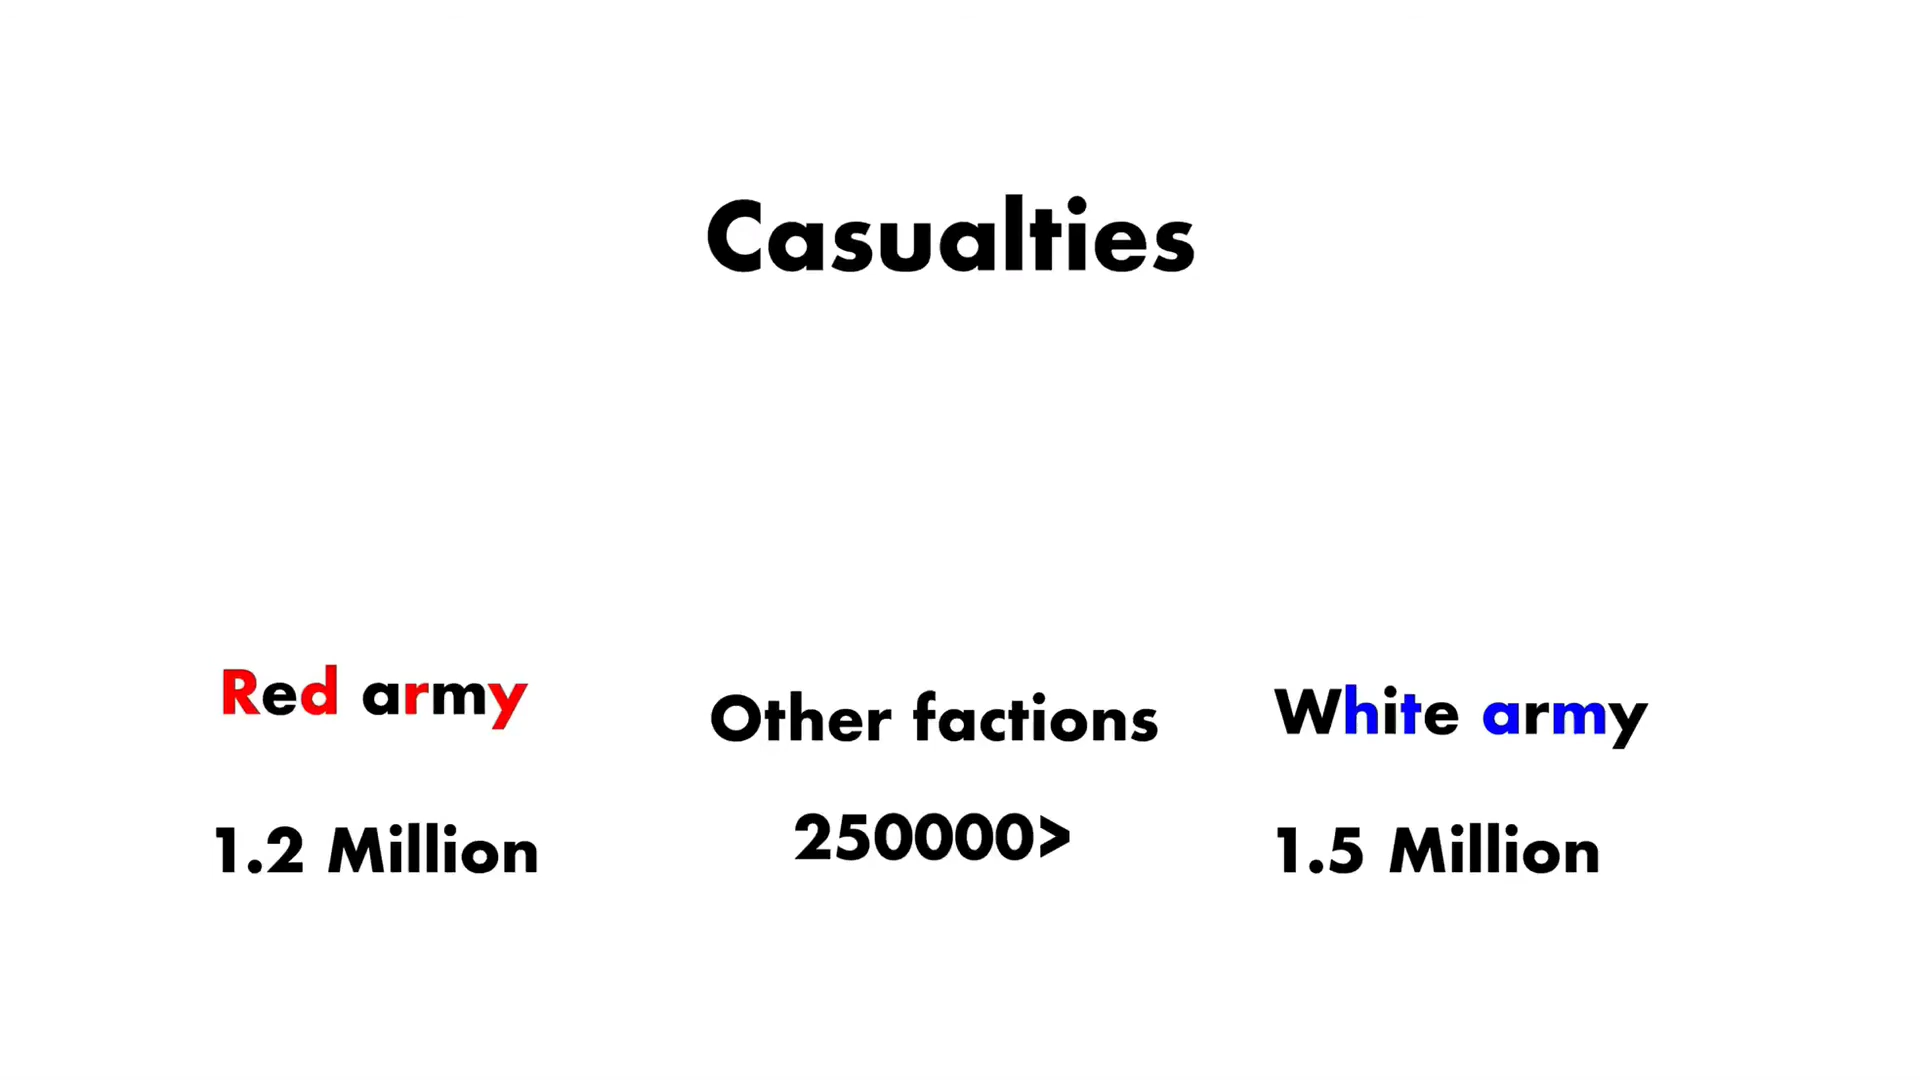 Casualties
Red army
Other factions
White army
1.2 Million
250000>
1.5 Million